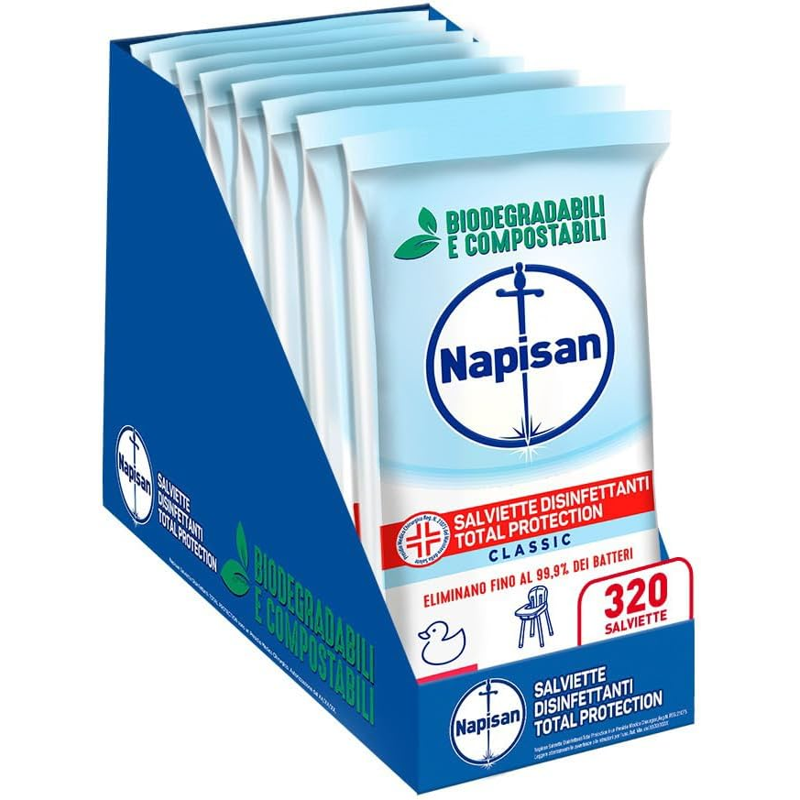 BIODEGRADABILI
E COMPOSTABILI
Napisan
SALVIETTE DISINFETTANTI
TOTAL PROTECTION
CLASSIC
ELIMINANO FINO AL 99,9% DEI BATTERI
320
SALVIETTE
Napisan
SALVIETTE
DISINFETTANTI
TOTAL PROTECTION
Napisan
SALVIETTE
DISINFETTANTI
TOTAL PROTECTION
BIODEGRADABILI
E COMPOSTABILI